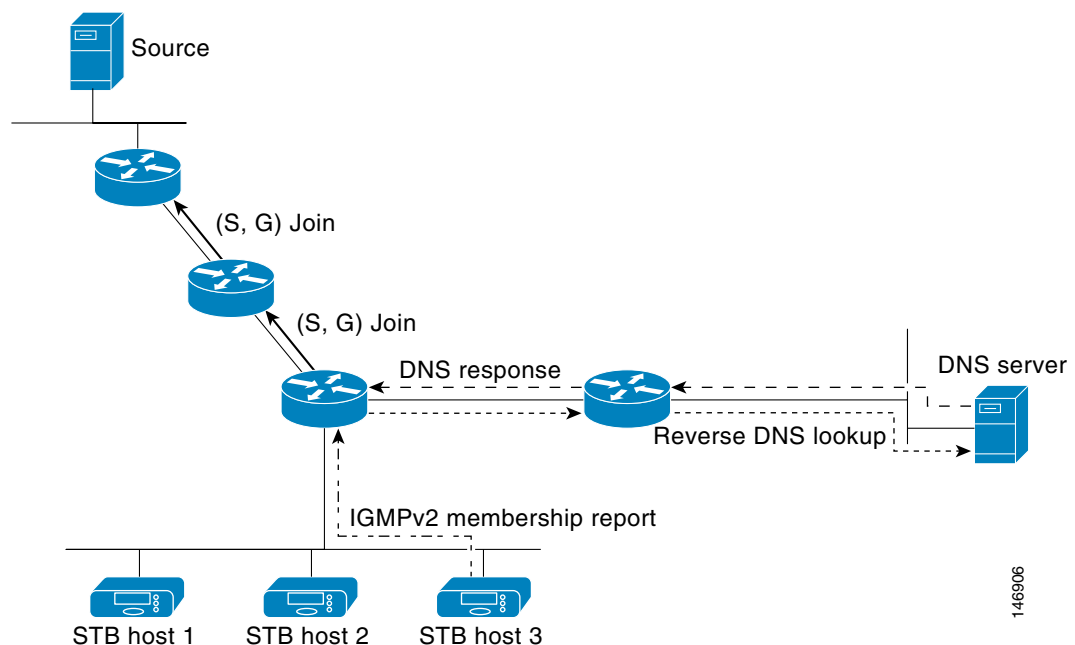 Source
(S, G) Join
(S, G) Join
DNS response
DNS server
Reverse DNS lookup
IGMPv2 membership report
STB host 1
STB host 2
STB host 3
146906